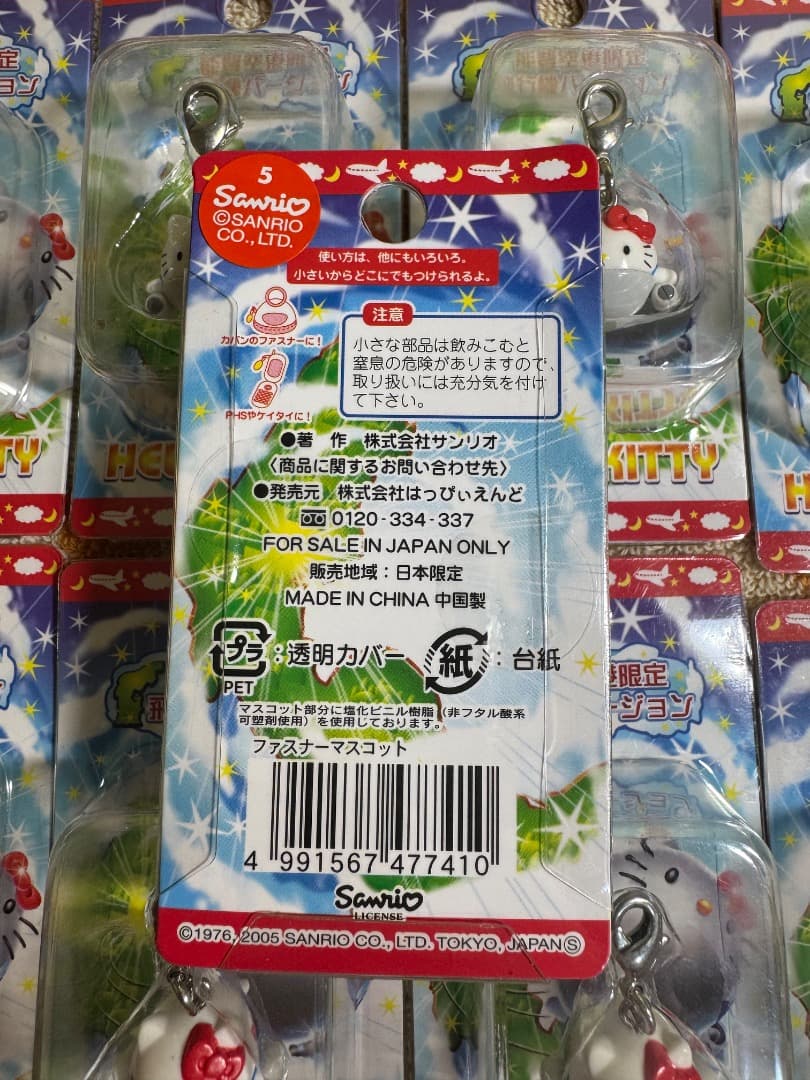 定
ョン
5
Sanrio
©SANRIO
CO., LTD.
使い方は、他にもいろいろ。
小さいからどこにでもつけられるよ。
カバンのファスナーに!
PHSやケイタイに!
注意
小さな部品は飲みこむと
窒息の危険がありますので、
取り扱いには充分気を付け
て下さい。
●著 作 株式会社サンリオ
〈商品に関するお問い合わせ先〉
●発売元 株式会社はっぴぃえんど
0120-334-337
FOR SALE IN JAPAN ONLY
販売地域:日本限定
MADE IN CHINA 中国製
プラ:透明カバー 紙:台紙
PET
マスコット部分に塩化ビニル樹脂(非フタル酸系
可塑剤使用)を使用しております。
ファスナーマスコット
4 991567 477410
Sanrio
LICENSE
©1976, 2005 SANRIO CO., LTD. TOKYO, JAPAN Ⓢ
TY
HE
KITTY
H
限定
ージョン